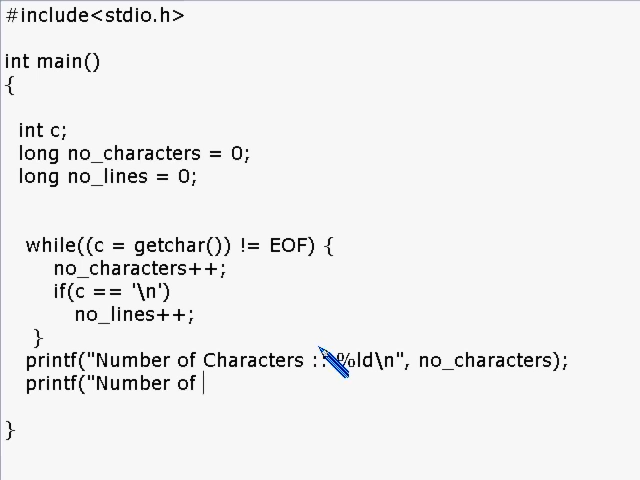 #include<stdio.h>
int main()
{
int c;
long no_characters = 0;
long no_lines = 0;
while((c = getchar()) != EOF) {
no_characters++;
if(c == '\n')
no_lines++;
}
printf("Number of Characters :: %ld\n", no_characters);
printf("Number of
}